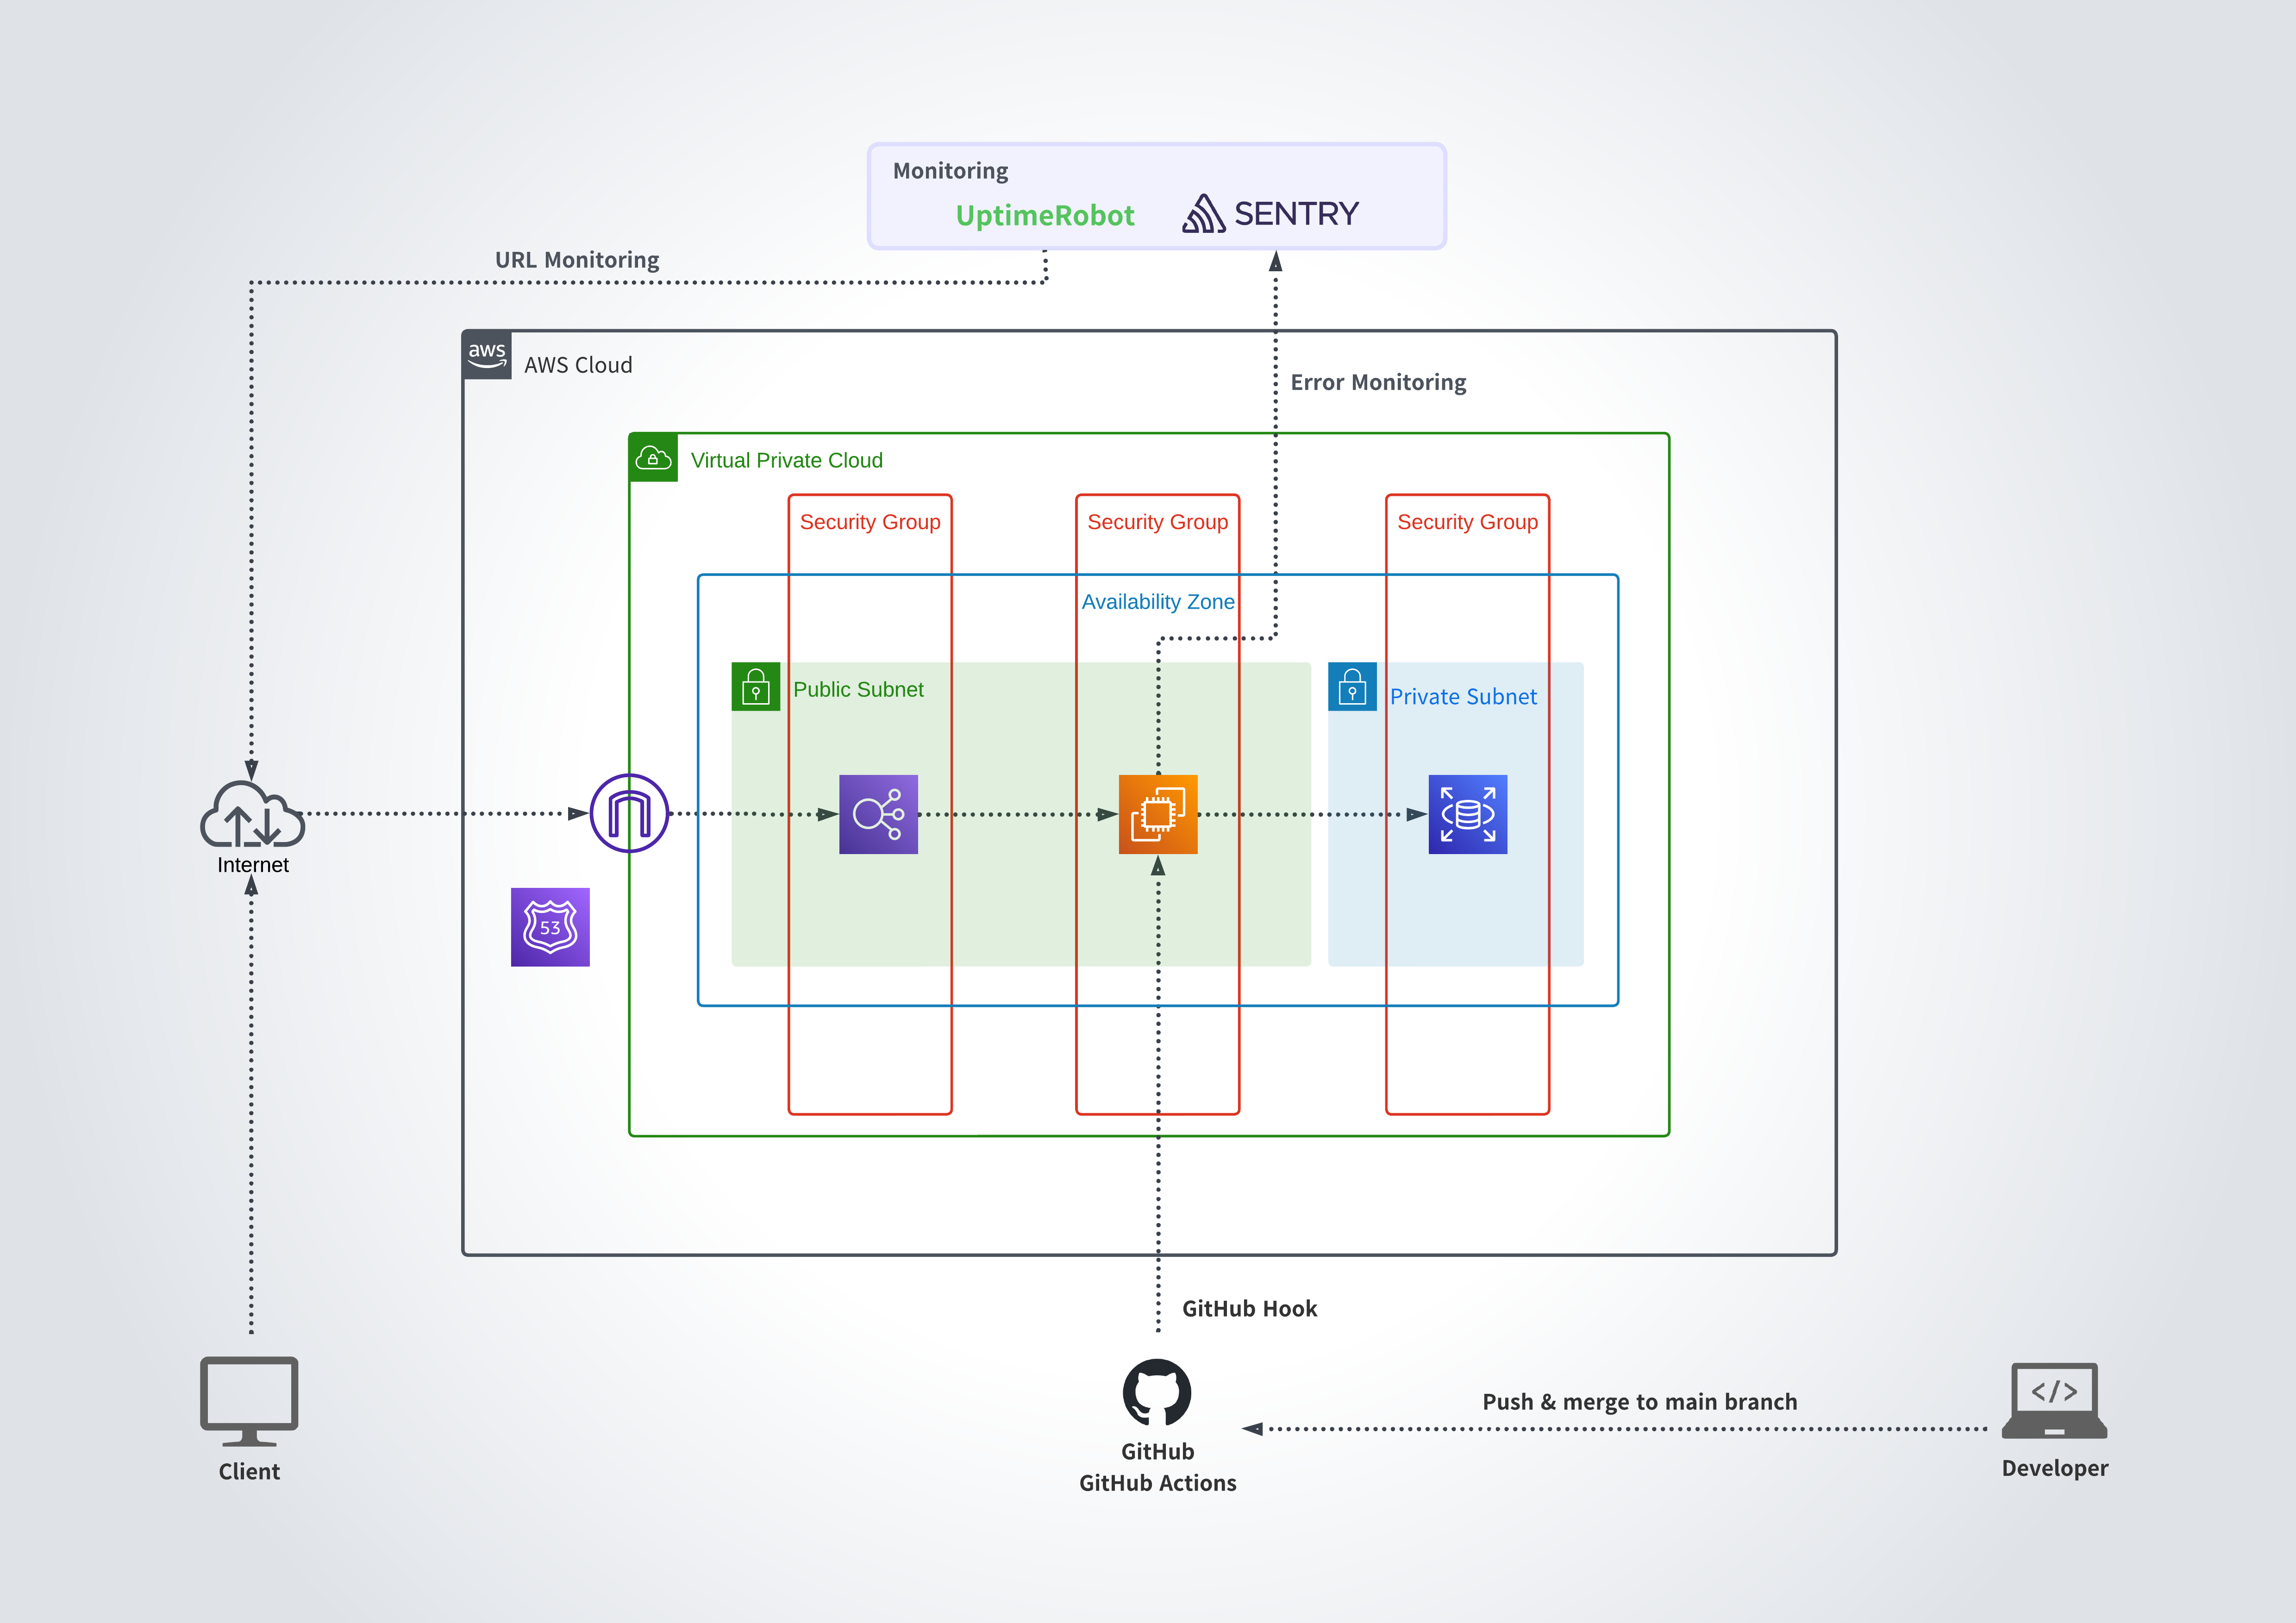 Monitoring
UptimeRobot
SENTRY
URL Monitoring
aws
AWS Cloud
Error Monitoring
Virtual Private Cloud
Security Group
Security Group
Security Group
Availability Zone
Public Subnet
Private Subnet
Internet
53
GitHub Hook
Client
GitHub
GitHub Actions
Push & merge to main branch
</>
Developer